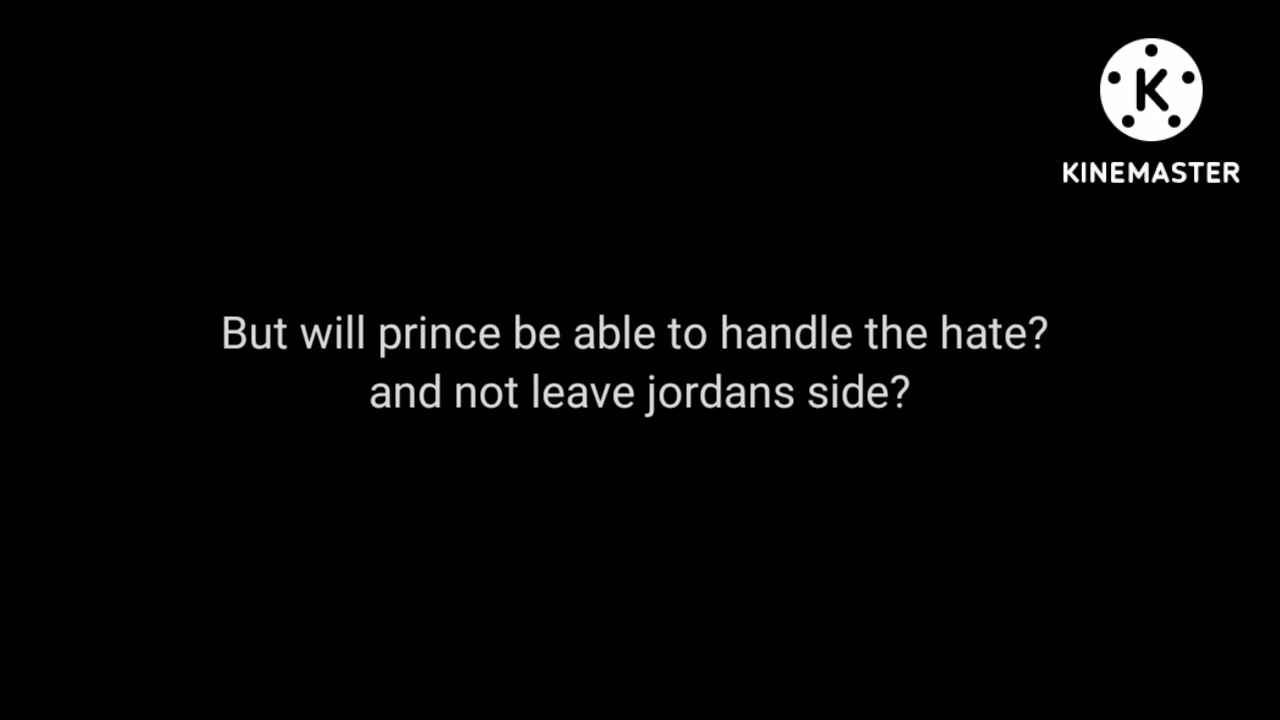 K
KINEMASTER
But will prince be able to handle the hate?
and not leave jordans side?